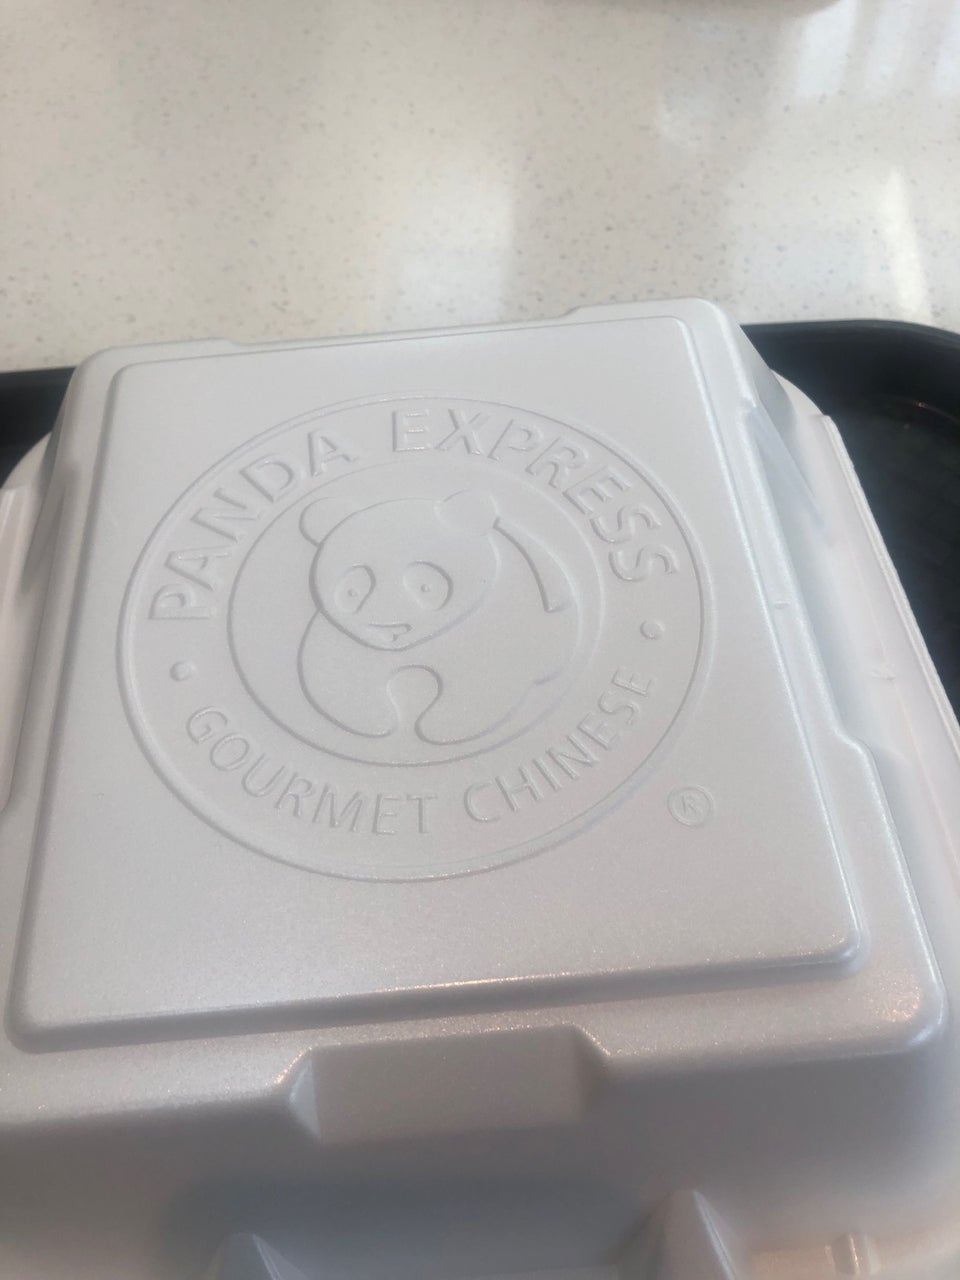 PANDA EXPRESS
• GOURMET CHINESE •
®